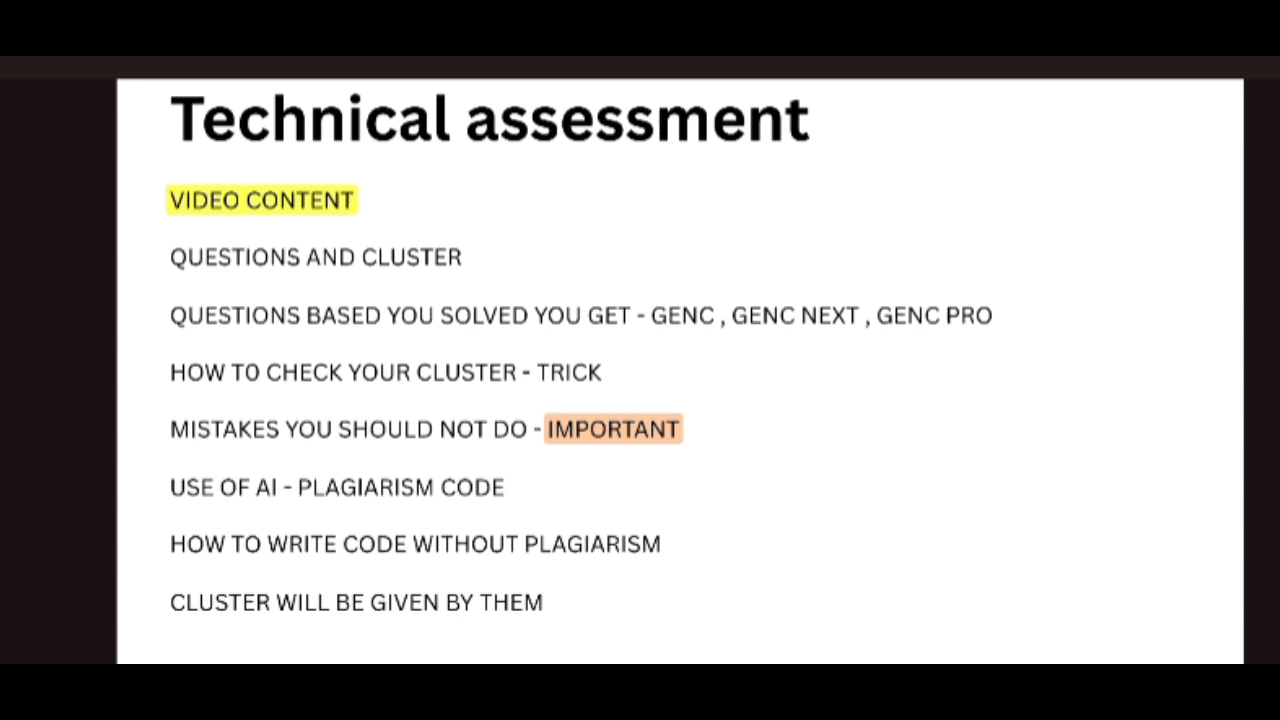 Technical assessment
VIDEO CONTENT
QUESTIONS AND CLUSTER
QUESTIONS BASED YOU SOLVED YOU GET - GENC , GENC NEXT , GENC PRO
HOW TO CHECK YOUR CLUSTER - TRICK
MISTAKES YOU SHOULD NOT DO - IMPORTANT
USE OF AI - PLAGIARISM CODE
HOW TO WRITE CODE WITHOUT PLAGIARISM
CLUSTER WILL BE GIVEN BY THEM